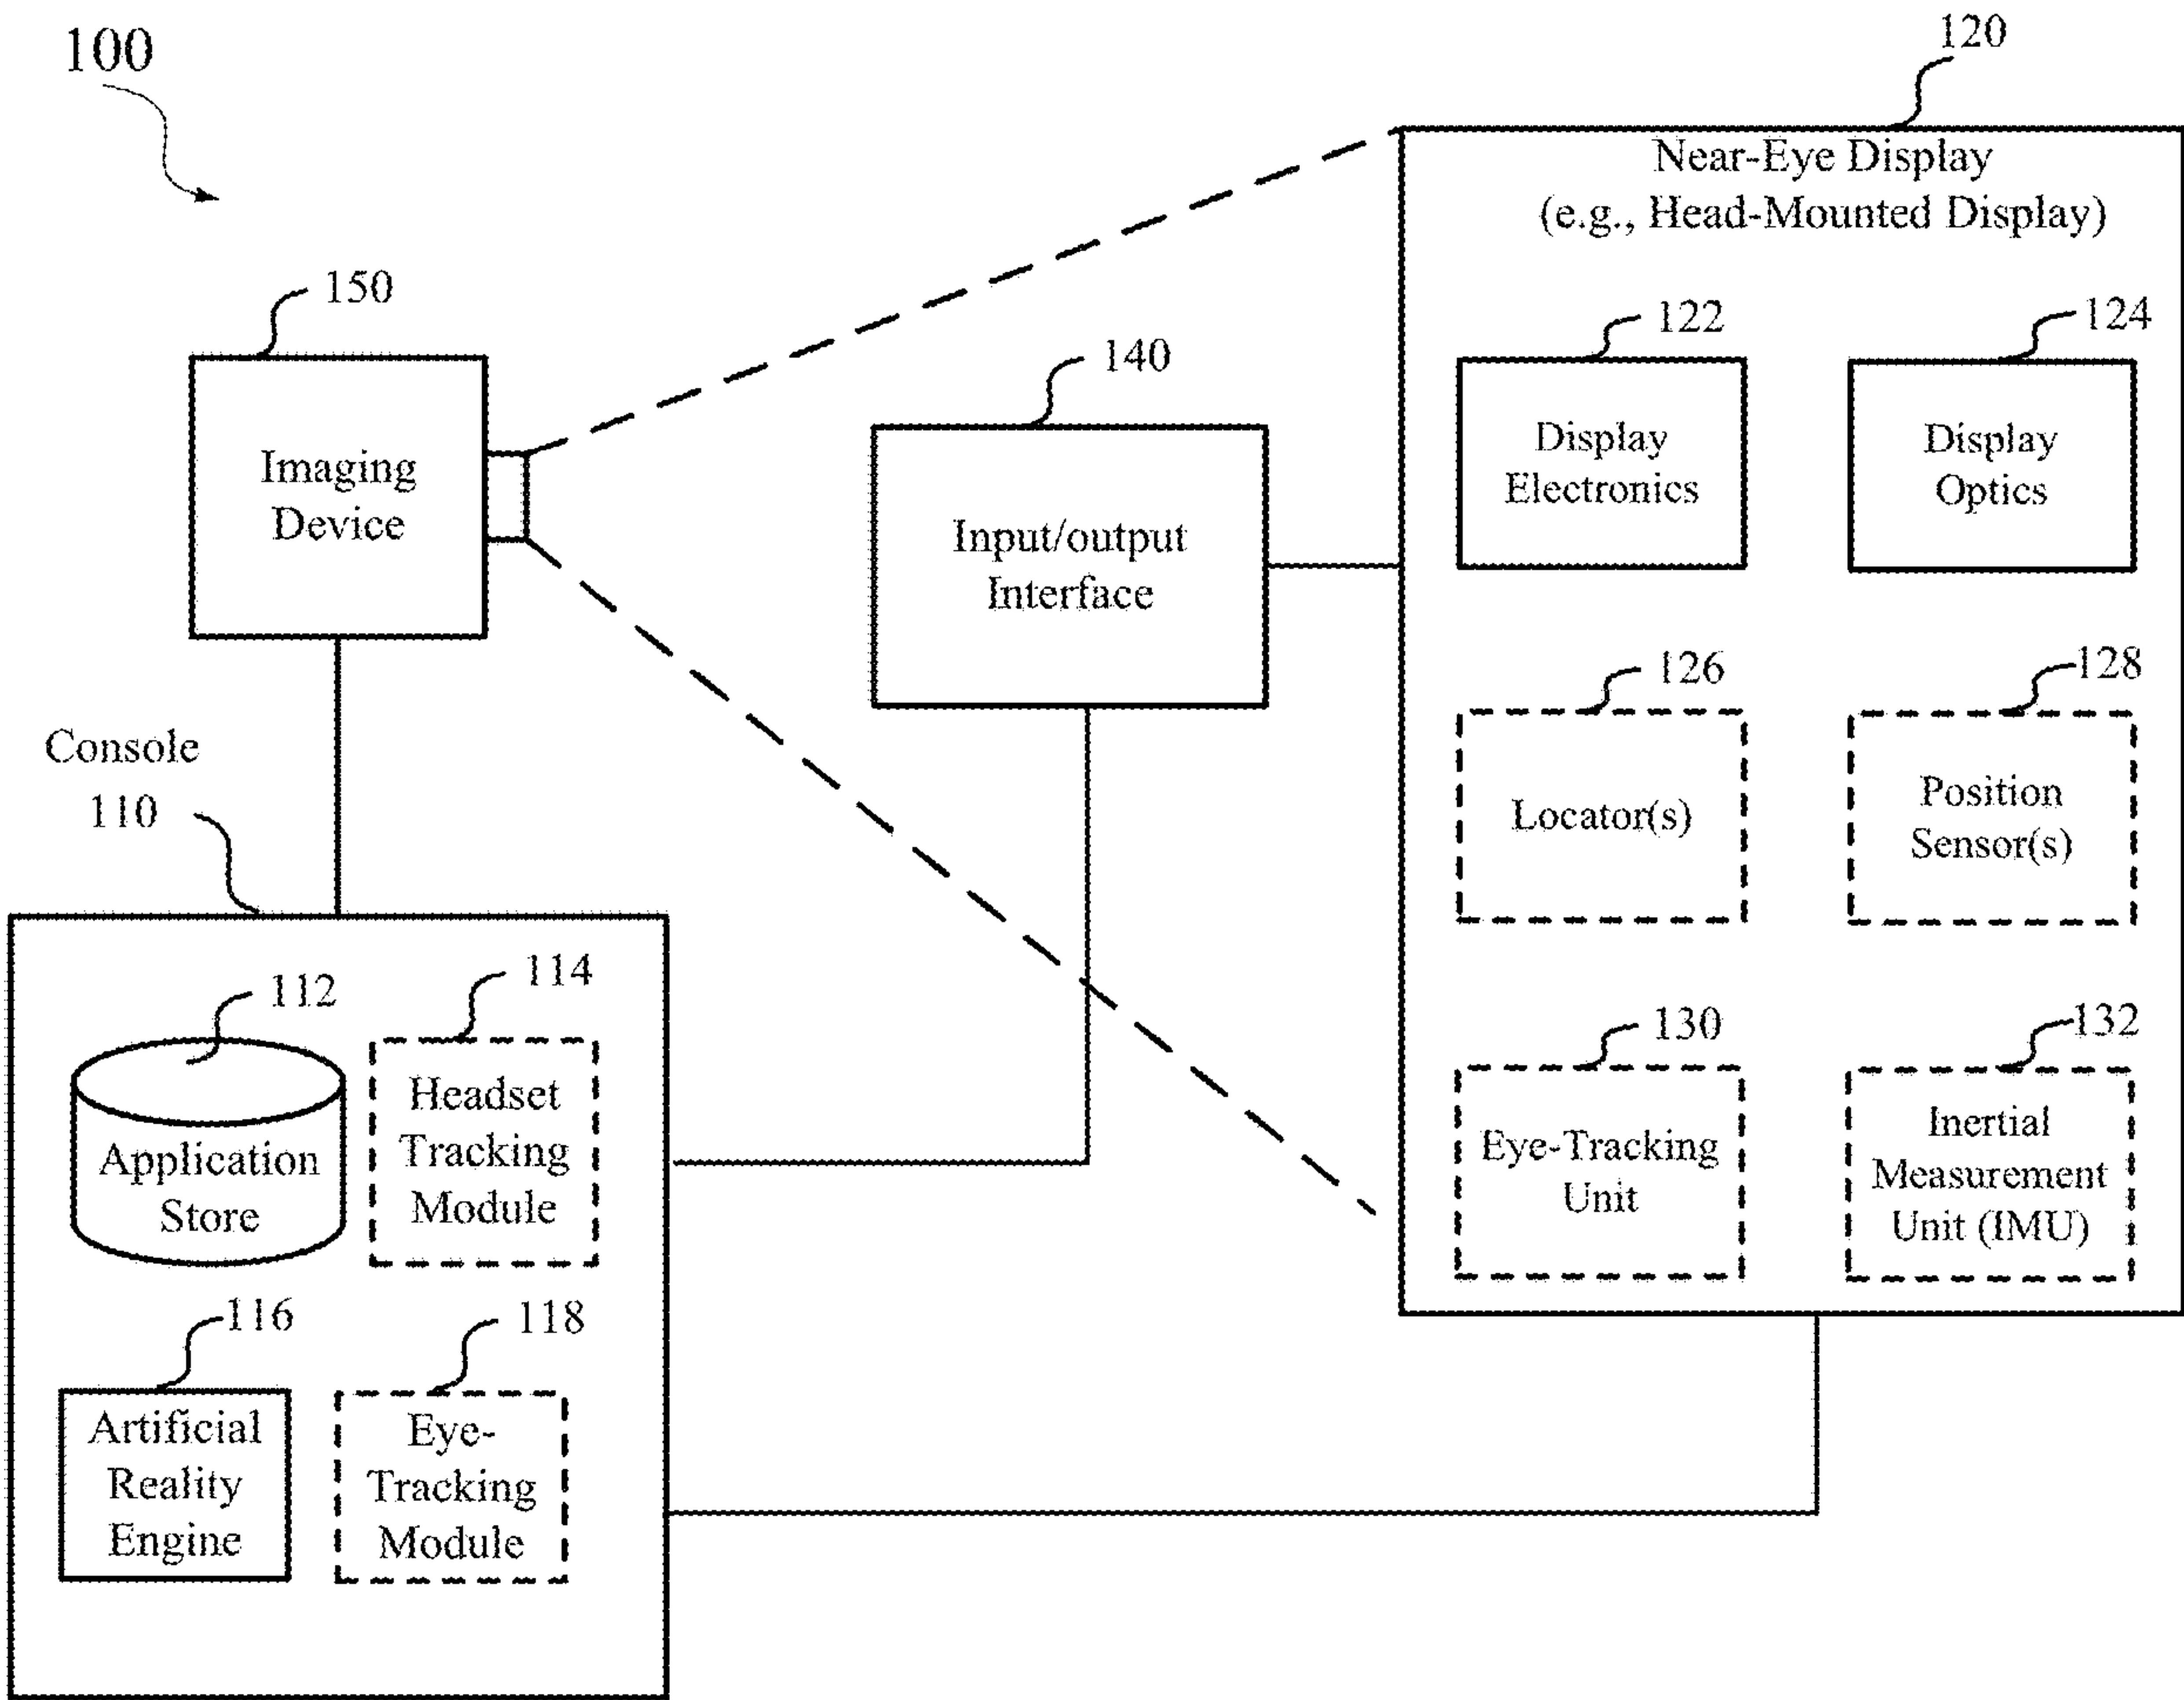 100
120
Near-Eye Display
(e.g., Head-Mounted Display)
150
Imaging
Device
140
Input/output
Interface
122
Display
Electronics
124
Display
Optics
126
Locator(s)
128
Position
Sensor(s)
130
Eye-Tracking
Unit
132
Inertial
Measurement
Unit (IMU)
Console
110
112
Application
Store
114
Headset
Tracking
Module
116
Artificial
Reality
Engine
118
Eye-
Tracking
Module